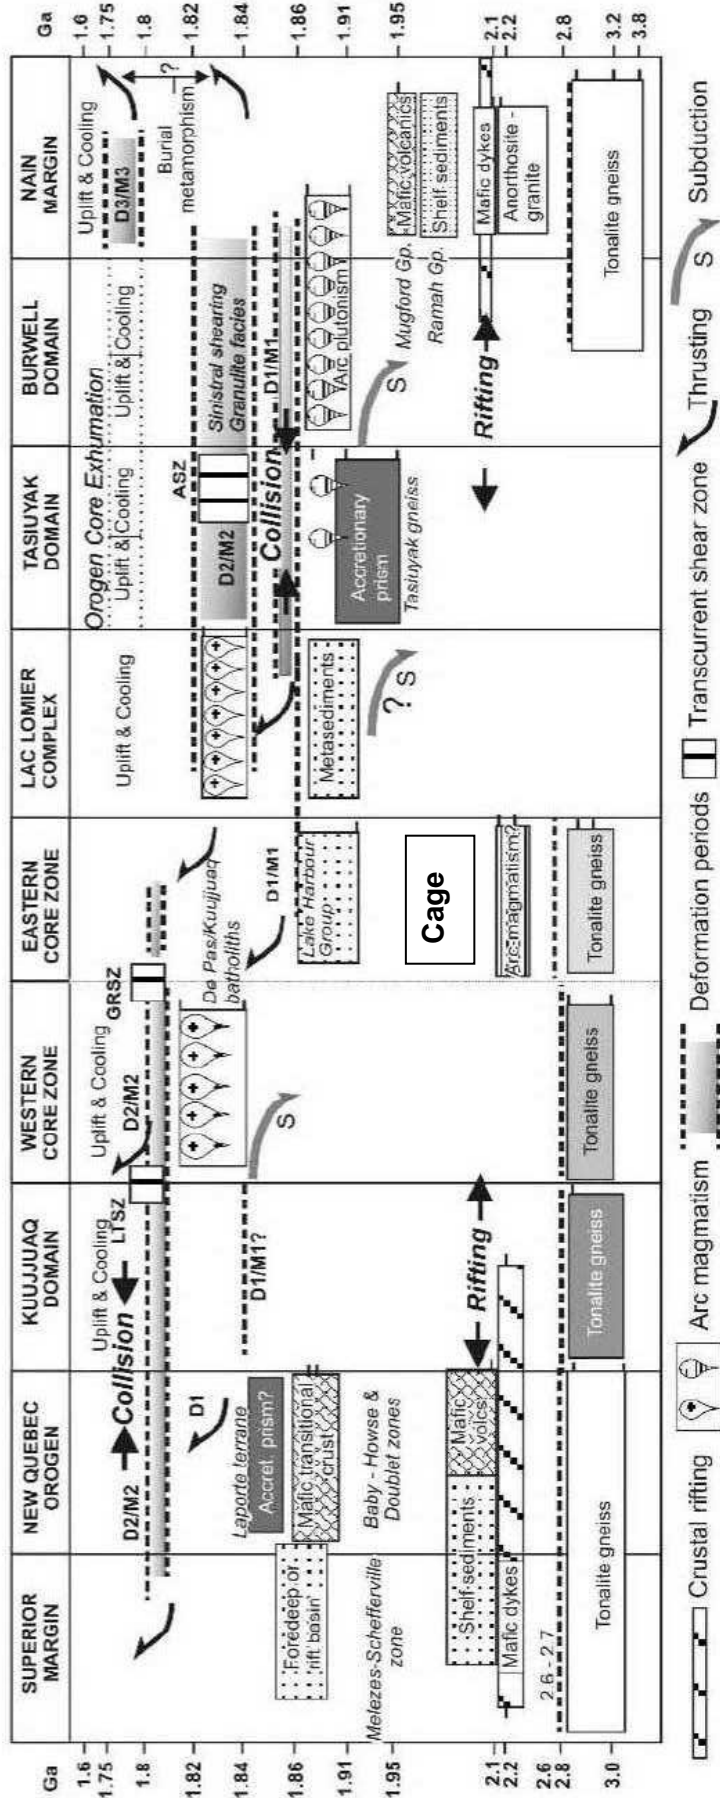 Ga
1.6
1.75
1.8
1.82
1.84
1.86
1.91
1.95
2.1
2.2
2.6
2.8
3.0
SUPERIOR
MARGIN
Foredeep or
rift basin
Melezes-Schefferville
zone
Shelf sediments
Mafic dykes
2.6 - 2.7
Tonalite gneiss
NEW QUEBEC
OROGEN
D2/M2
Collision
D1
Laporte terrane
Accret. prism?
Mafic transitional
crust
Baby - Howse &
Doublet zones
Mafic
volcs
KUUJJUAQ
DOMAIN
Uplift & Cooling
LTSZ
D1/M1?
Rifting
Tonalite gneiss
WESTERN
CORE ZONE
Uplift & Cooling
D2/M2
GRSZ
S
Tonalite gneiss
EASTERN
CORE ZONE
De Pas/Kuujjuaq
batholiths
D1/M1
Lake Harbour
Group
Cage
Arc-magmatism?
Tonalite gneiss
LAC LOMIER
COMPLEX
Uplift & Cooling
Metasediments
? S
TASIUYAK
DOMAIN
Orogen Core Exhumation
Uplift & Cooling
ASZ
D2/M2
Collision
Accretionary
prism
Tasiuyak gneiss
BURWELL
DOMAIN
Uplift & Cooling
Sinistral shearing
Granulite facies
D1/M1
Arc plutonism
S
Rifting
NAIN
MARGIN
Uplift & Cooling
D3/M3
?
Burial
metamorphism
Mugford Gp.
Mafic volcanics
Ramah Gp.
Shelf sediments
Mafic dykes
Anorthosite -
granite
Tonalite gneiss
Ga
1.6
1.75
1.8
1.82
1.84
1.86
1.91
1.95
2.1
2.2
2.8
3.2
3.8
Crustal rifting
Arc magmatism
Deformation periods
Transcurrent shear zone
Thrusting
S
Subduction